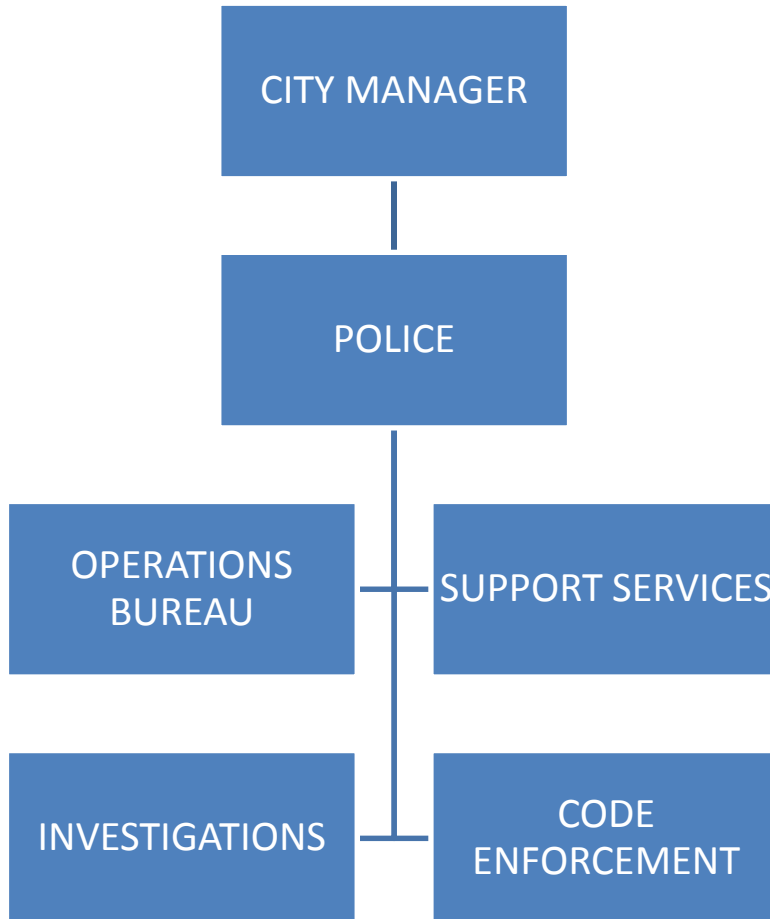 CITY MANAGER
POLICE
OPERATIONS
BUREAU
SUPPORT SERVICES
INVESTIGATIONS
CODE
ENFORCEMENT